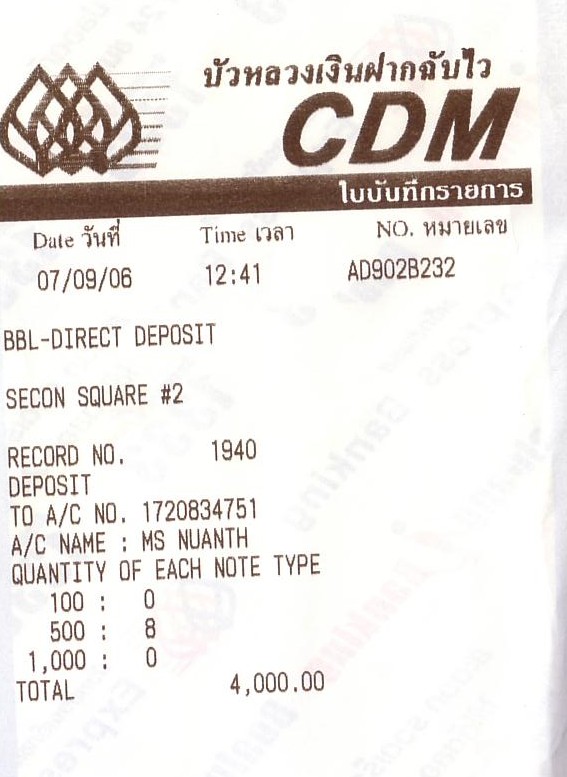 บัวหลวงเงินฝากฉับไว
CDM
ใบบันทึกรายการ
Date วันที่ Time เวลา NO. หมายเลข
07/09/06 12:41 AD902B232
BBL-DIRECT DEPOSIT
SECON SQUARE #2
RECORD NO. 1940
DEPOSIT
TO A/C NO. 1720834751
A/C NAME : MS NUANTH
QUANTITY OF EACH NOTE TYPE
100 : 0
500 : 8
1,000 : 0
TOTAL 4,000.00